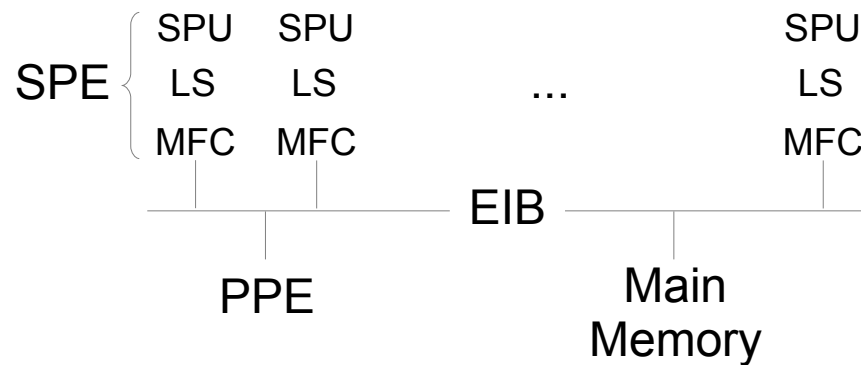 SPU SPU SPU
SPE LS LS ... LS
MFC MFC MFC
EIB
PPE Main
Memory